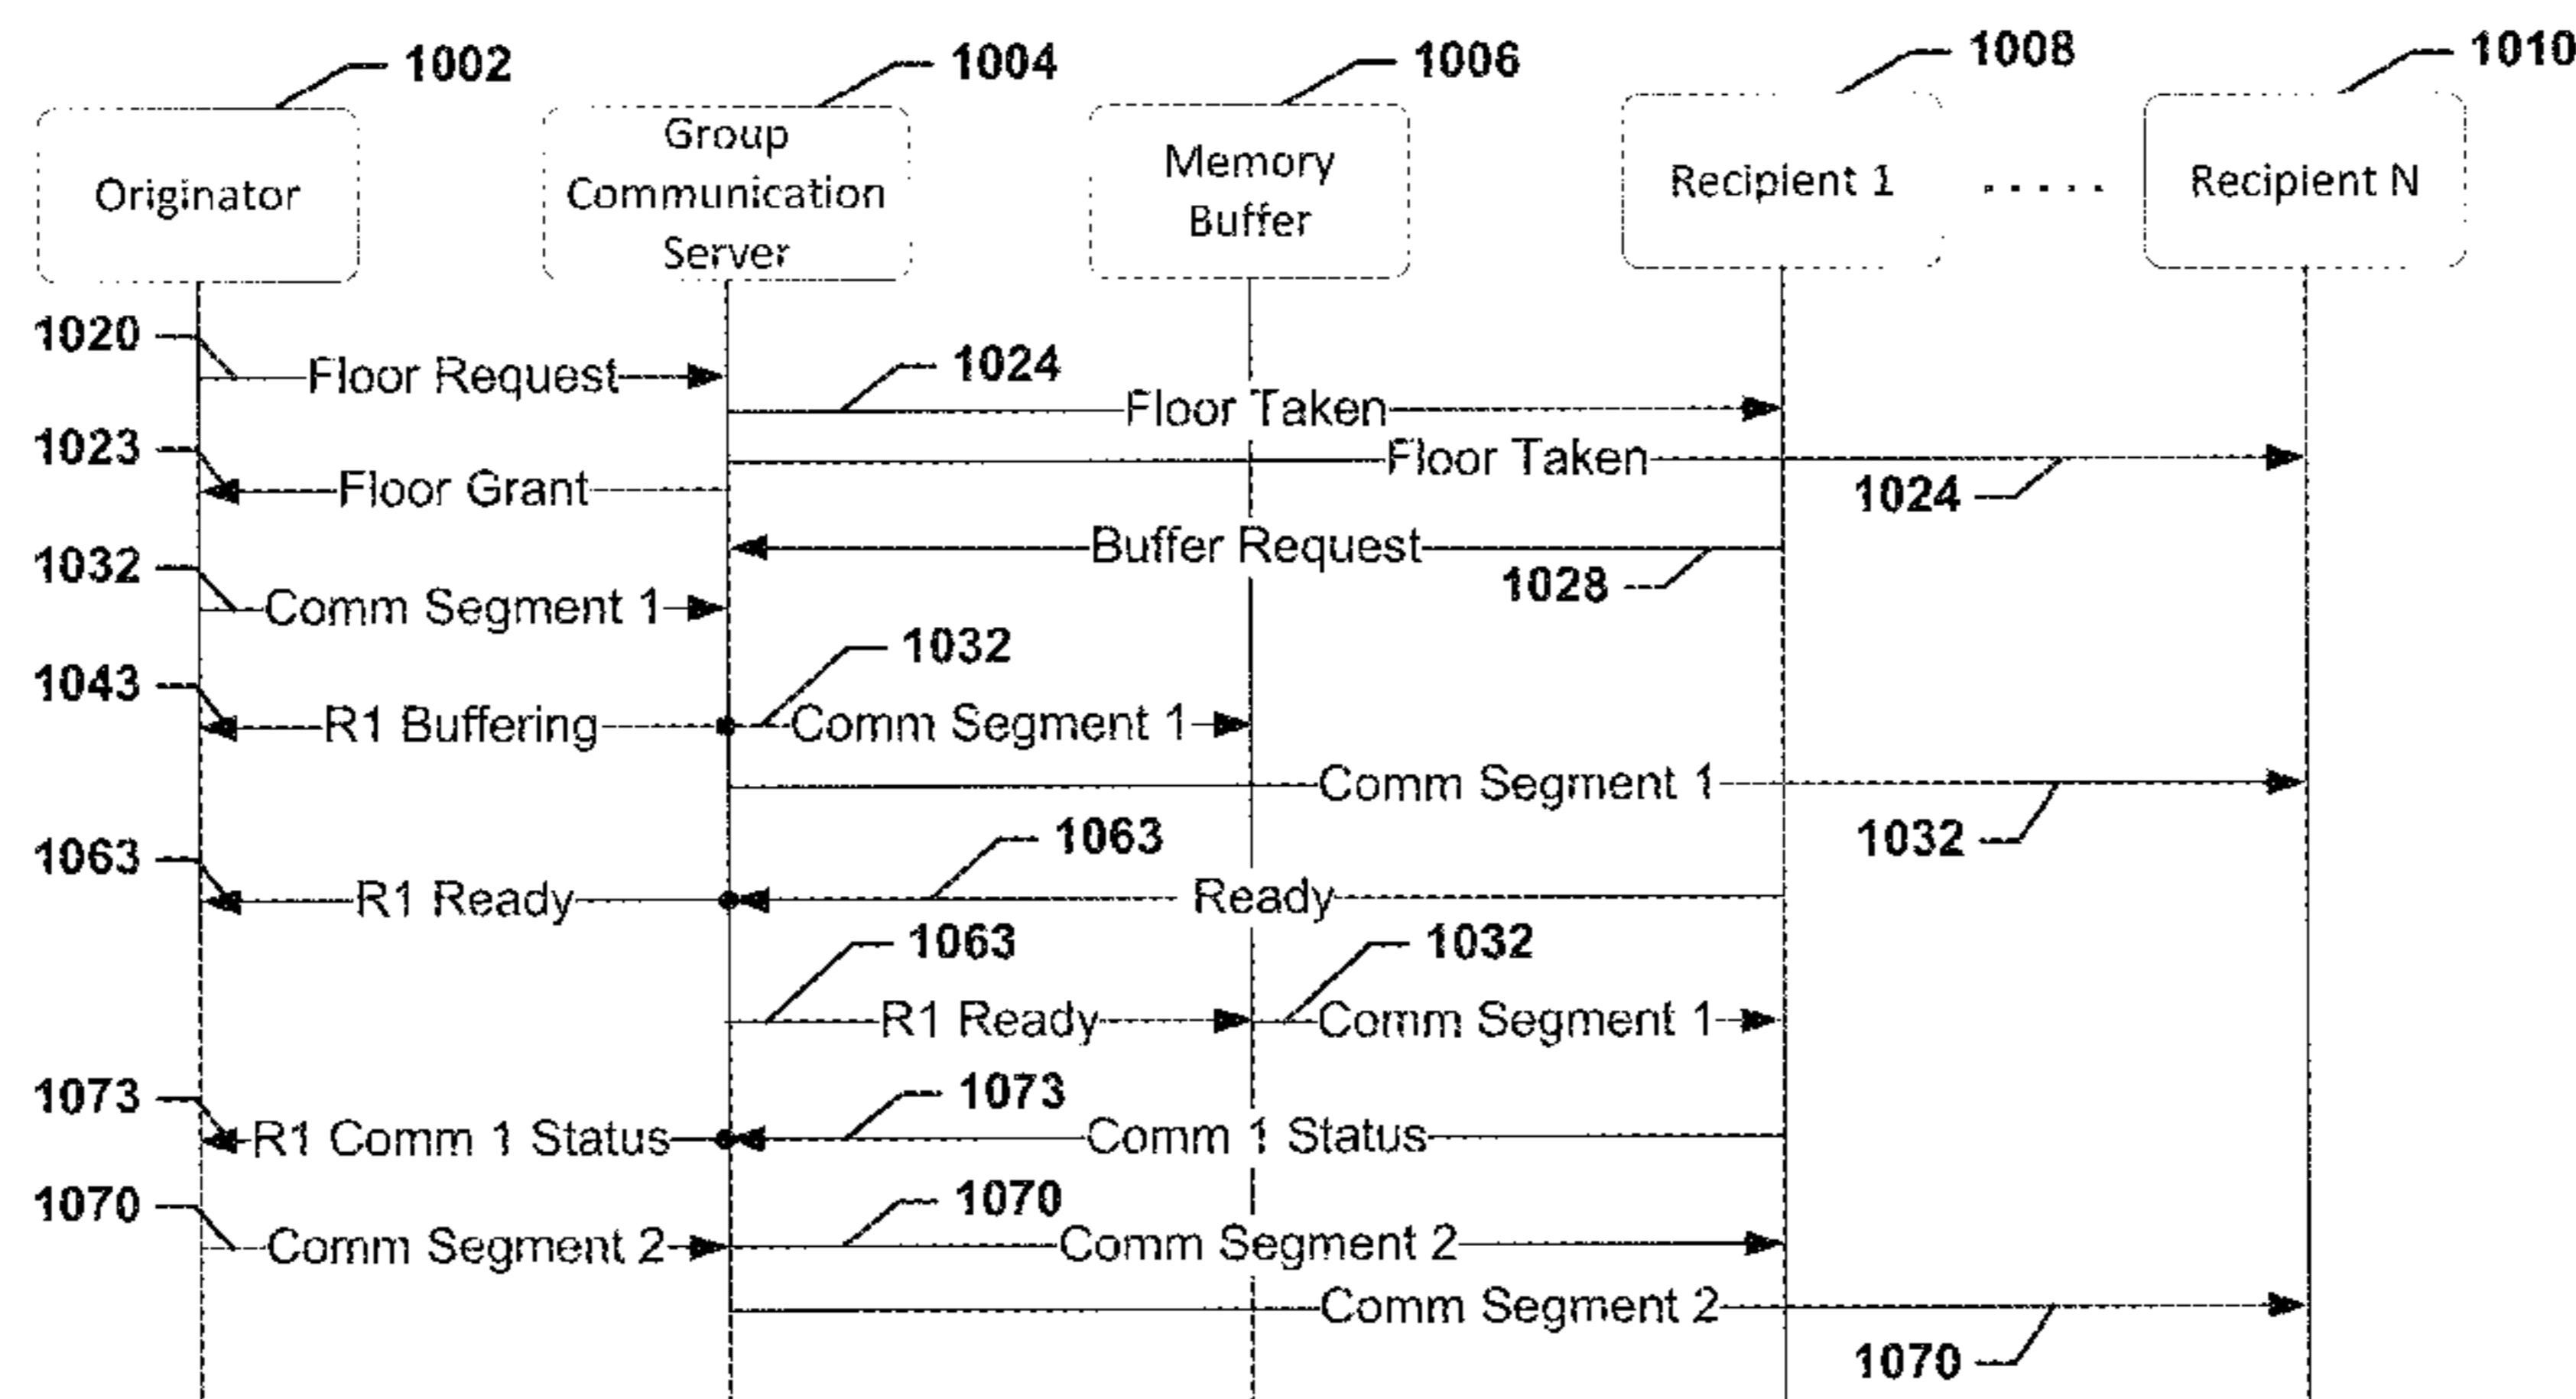 1002
1004
1006
1008
1010
Originator
Group
Communication
Server
Memory
Buffer
Recipient 1
.....
Recipient N
1020
Floor Request
1024
Floor Taken
1023
Floor Taken
Floor Grant
1024
Buffer Request
1032
1028
Comm Segment 1
1032
1043
R1 Buffering
Comm Segment 1
Comm Segment 1
1063
1032
1063
R1 Ready
Ready
1063
1032
R1 Ready
Comm Segment 1
1073
1073
R1 Comm 1 Status
Comm 1 Status
1070
1070
Comm Segment 2
Comm Segment 2
Comm Segment 2
1070